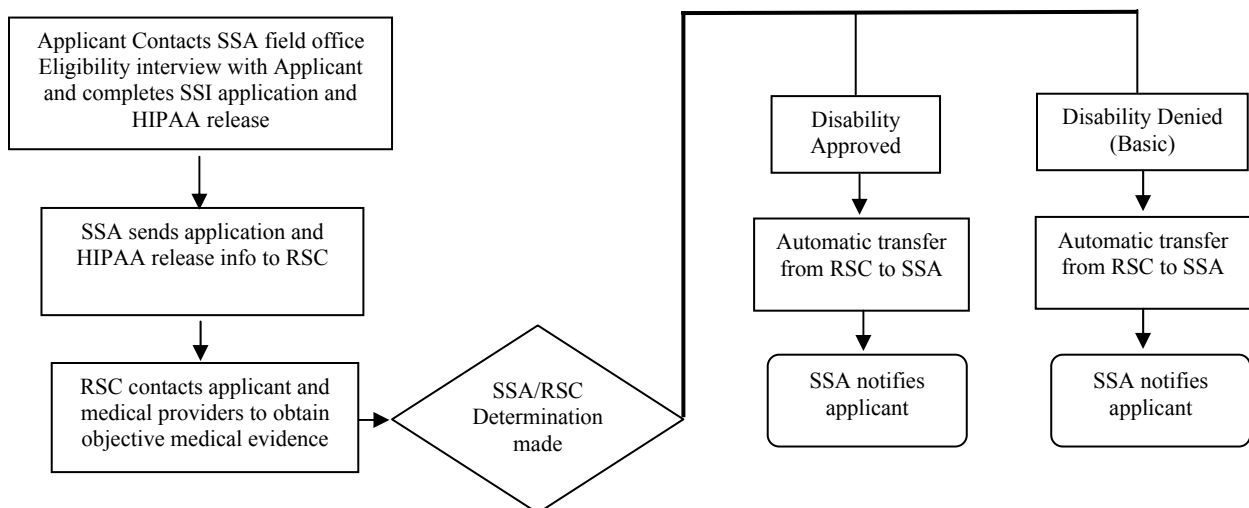 Applicant Contacts SSA field office
Eligibility interview with Applicant
and completes SSI application and
HIPAA release
SSA sends application and
HIPAA release info to RSC
RSC contacts applicant and
medical providers to obtain
objective medical evidence
SSA/RSC
Determination
made
Disability
Approved
Automatic transfer
from RSC to SSA
SSA notifies
applicant
Disability Denied
(Basic)
Automatic transfer
from RSC to SSA
SSA notifies
applicant